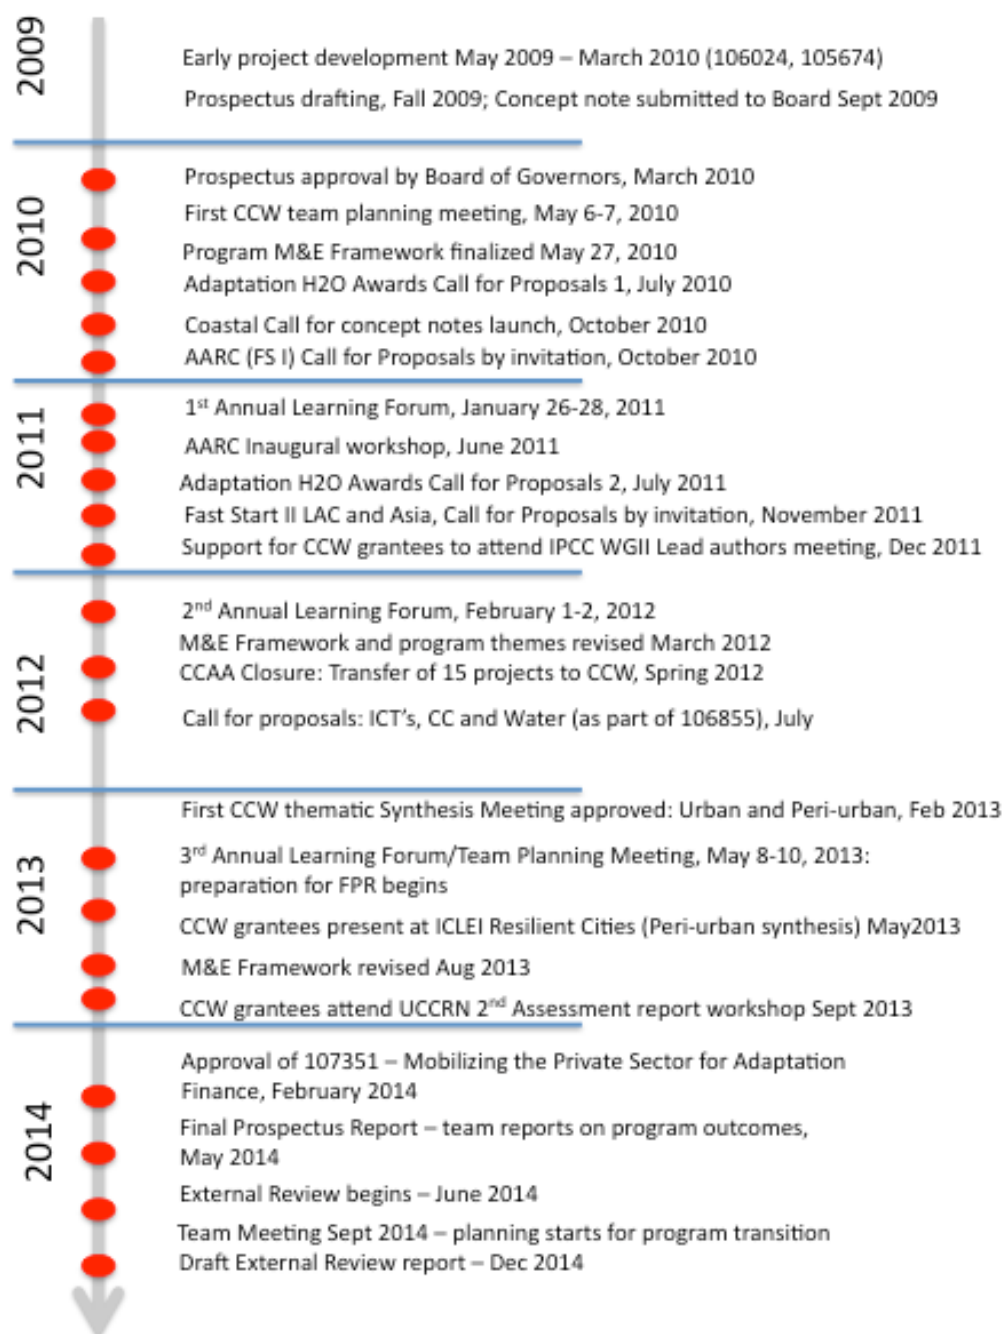 2009
Early project development May 2009 – March 2010 (106024, 105674)
Prospectus drafting, Fall 2009; Concept note submitted to Board Sept 2009
2010
Prospectus approval by Board of Governors, March 2010
First CCW team planning meeting, May 6-7, 2010
Program M&E Framework finalized May 27, 2010
Adaptation H2O Awards Call for Proposals 1, July 2010
Coastal Call for concept notes launch, October 2010
AARC (FS I) Call for Proposals by invitation, October 2010
2011
1st Annual Learning Forum, January 26-28, 2011
AARC Inaugural workshop, June 2011
Adaptation H2O Awards Call for Proposals 2, July 2011
Fast Start II LAC and Asia, Call for Proposals by invitation, November 2011
Support for CCW grantees to attend IPCC WGII Lead authors meeting, Dec 2011
2012
2nd Annual Learning Forum, February 1-2, 2012
M&E Framework and program themes revised March 2012
CCAA Closure: Transfer of 15 projects to CCW, Spring 2012
Call for proposals: ICT's, CC and Water (as part of 106855), July
2013
First CCW thematic Synthesis Meeting approved: Urban and Peri-urban, Feb 2013
3rd Annual Learning Forum/Team Planning Meeting, May 8-10, 2013:
preparation for FPR begins
CCW grantees present at ICLEI Resilient Cities (Peri-urban synthesis) May2013
M&E Framework revised Aug 2013
CCW grantees attend UCCRN 2nd Assessment report workshop Sept 2013
2014
Approval of 107351 – Mobilizing the Private Sector for Adaptation
Finance, February 2014
Final Prospectus Report – team reports on program outcomes,
May 2014
External Review begins – June 2014
Team Meeting Sept 2014 – planning starts for program transition
Draft External Review report – Dec 2014